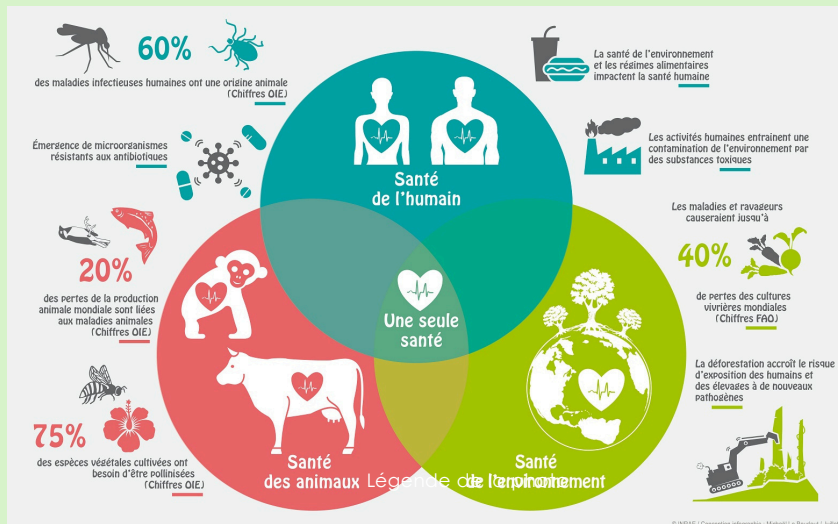 60%
des maladies infectieuses humaines ont une origine animale
(Chiffres OIE)
Émergence de microorganismes
résistants aux antibiotiques
20%
des pertes de la production
animale mondiale sont liées
aux maladies animales
(Chiffres OIE)
75%
des espèces végétales cultivées ont
besoin d'être pollinisées
(Chiffres OIE)
Santé
de l'humain
Une seule
santé
Santé
des animaux
Légende de la photo
Santé
de l'environnement
La santé de l'environnement
et les régimes alimentaires
impactent la santé humaine
Les activités humaines entrainent une
contamination de l'environnement par
des substances toxiques
Les maladies et ravageurs
causeraient jusqu'à
40%
de pertes des cultures
vivrières mondiales
(Chiffres FAO)
La déforestation accroît le risque
d'exposition des humains et
des élevages à de nouveaux
pathogènes